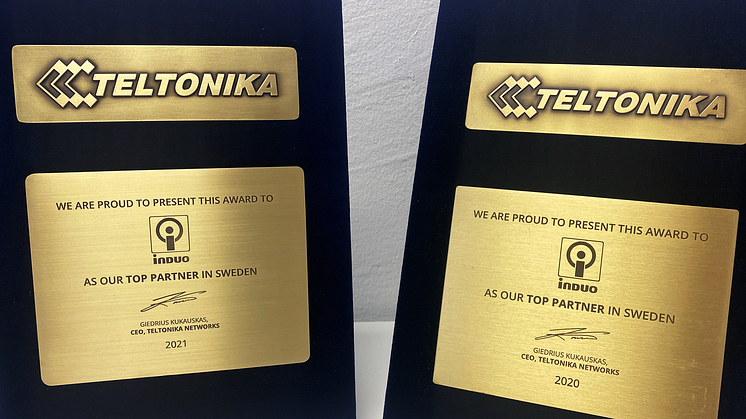 TELTONIKA
WE ARE PROUD TO PRESENT THIS AWARD TO
inDUO
AS OUR TOP PARTNER IN SWEDEN
GIEDRIUS KUKAUSKAS,
CEO, TELTONIKA NETWORKS
2021
TELTONIKA
WE ARE PROUD TO PRESENT THIS AWARD TO
inDUO
AS OUR TOP PARTNER IN SWEDEN
GIEDRIUS KUKAUSKAS,
CEO, TELTONIKA NETWORKS
2020